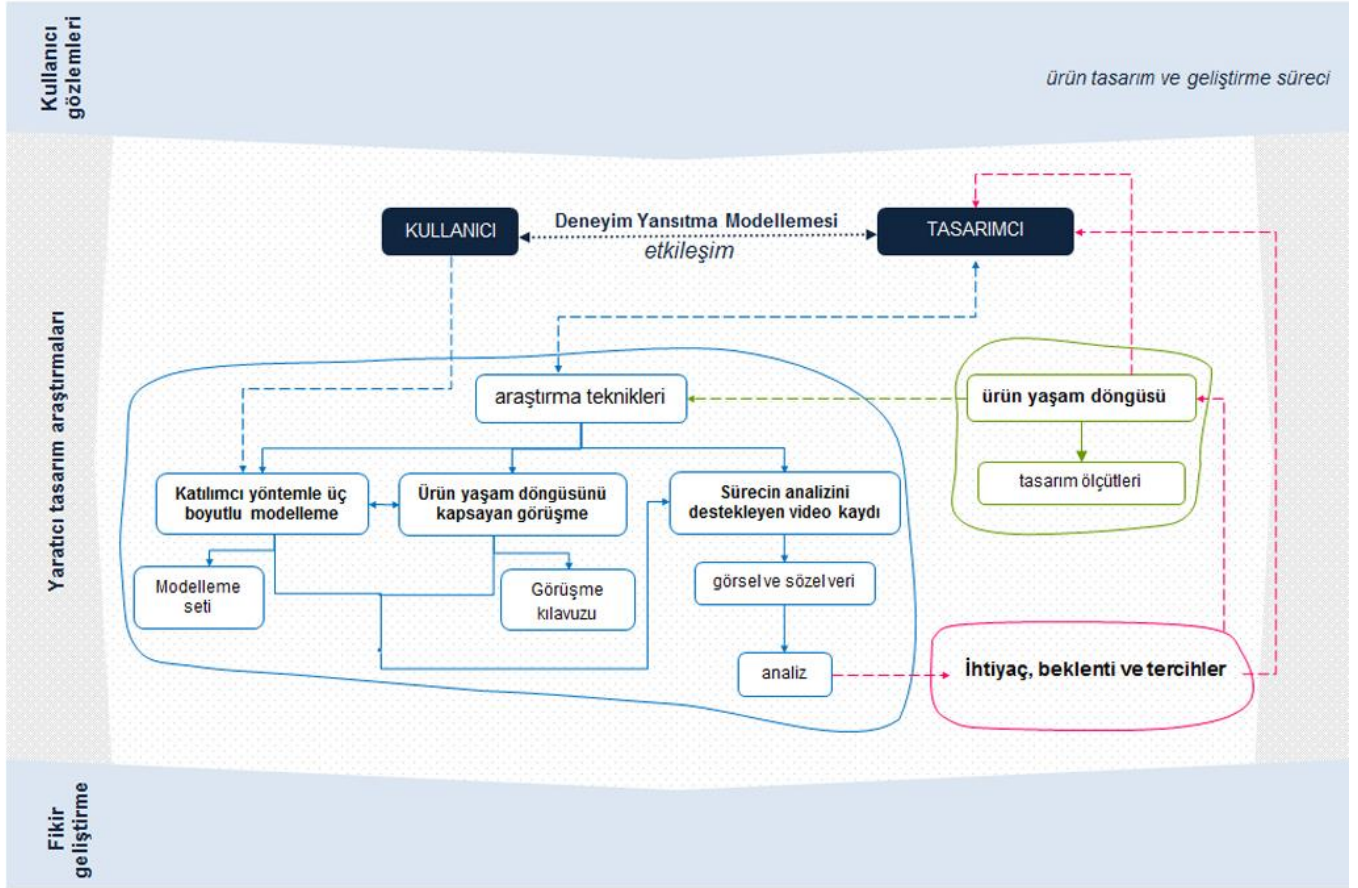 Kullanıcı
gözlemleri
ürün tasarım ve geliştirme süreci
Yaratıcı tasarım araştırmaları
KULLANICI
Deneyim Yansıtma Modellemesi
etkileşim
TASARIMCI
araştırma teknikleri
ürün yaşam döngüsü
tasarım ölçütleri
Katılımcı yöntemle üç
boyutlu modelleme
Ürün yaşam döngüsünü
kapsayan görüşme
Sürecin analizini
destekleyen video kaydı
Modelleme
seti
Görüşme
kılavuzu
görsel ve sözel veri
analiz
İhtiyaç, beklenti ve tercihler
Fikir
geliştirme